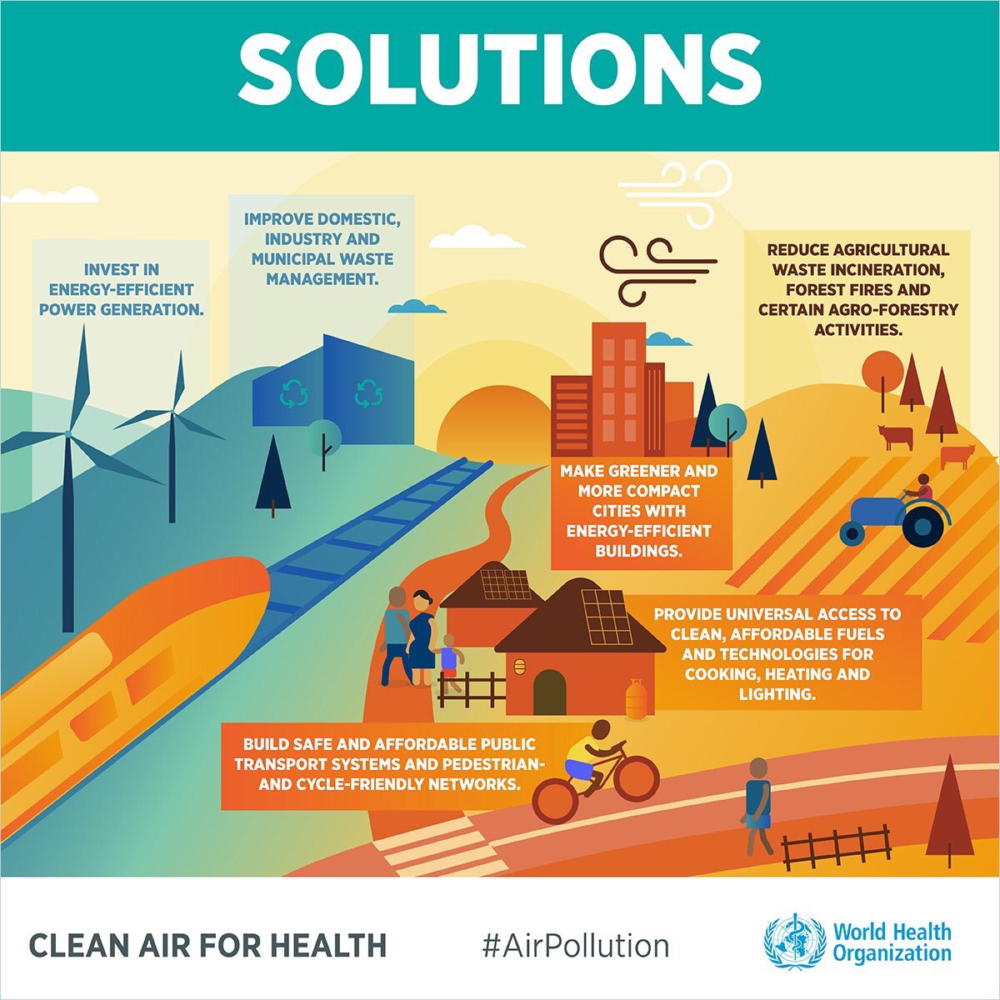 SOLUTIONS
INVEST IN
ENERGY-EFFICIENT
POWER GENERATION.
IMPROVE DOMESTIC,
INDUSTRY AND
MUNICIPAL WASTE
MANAGEMENT.
REDUCE AGRICULTURAL
WASTE INCINERATION,
FOREST FIRES AND
CERTAIN AGRO-FORESTRY
ACTIVITIES.
MAKE GREENER AND
MORE COMPACT
CITIES WITH
ENERGY-EFFICIENT
BUILDINGS.
PROVIDE UNIVERSAL ACCESS TO
CLEAN, AFFORDABLE FUELS
AND TECHNOLOGIES FOR
COOKING, HEATING AND
LIGHTING.
BUILD SAFE AND AFFORDABLE PUBLIC
TRANSPORT SYSTEMS AND PEDESTRIAN-
AND CYCLE-FRIENDLY NETWORKS.
CLEAN AIR FOR HEALTH
#AirPollution
World Health
Organization